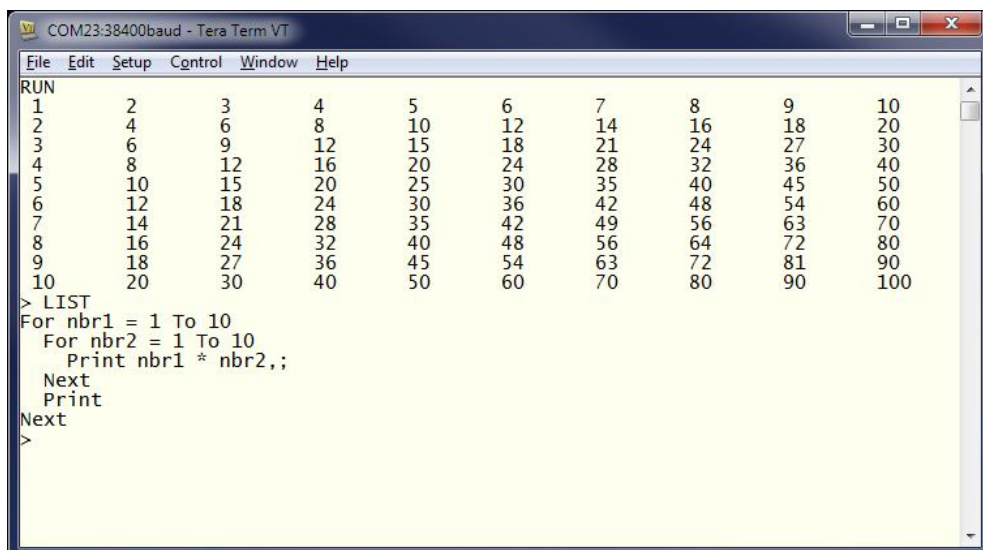 COM23:38400baud - Tera Term VT
File Edit Setup Control Window Help
RUN
1 2 3 4 5 6 7 8 9 10
2 4 6 8 10 12 14 16 18 20
3 6 9 12 15 18 21 24 27 30
4 8 12 16 20 24 28 32 36 40
5 10 15 20 25 30 35 40 45 50
6 12 18 24 30 36 42 48 54 60
7 14 21 28 35 42 49 56 63 70
8 16 24 32 40 48 56 64 72 80
9 18 27 36 45 54 63 72 81 90
10 20 30 40 50 60 70 80 90 100
> LIST
For nbr1 = 1 To 10
  For nbr2 = 1 To 10
    Print nbr1 * nbr2,;
  Next
  Print
Next
>